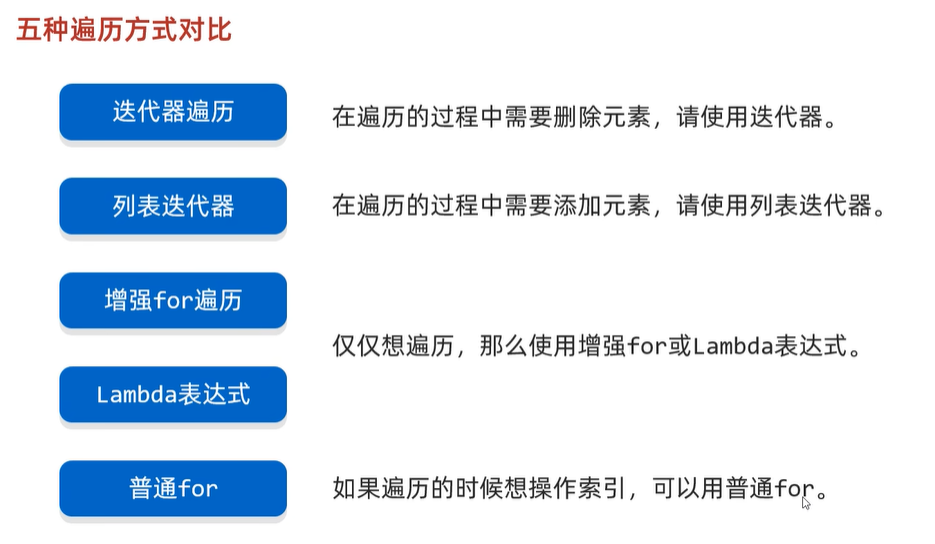 五种遍历方式对比
迭代器遍历
在遍历的过程中需要删除元素，请使用迭代器。
列表迭代器
在遍历的过程中需要添加元素，请使用列表迭代器。
增强for遍历
仅仅想遍历，那么使用增强for或Lambda表达式。
Lambda表达式
普通for
如果遍历的时候想操作索引，可以用普通for。